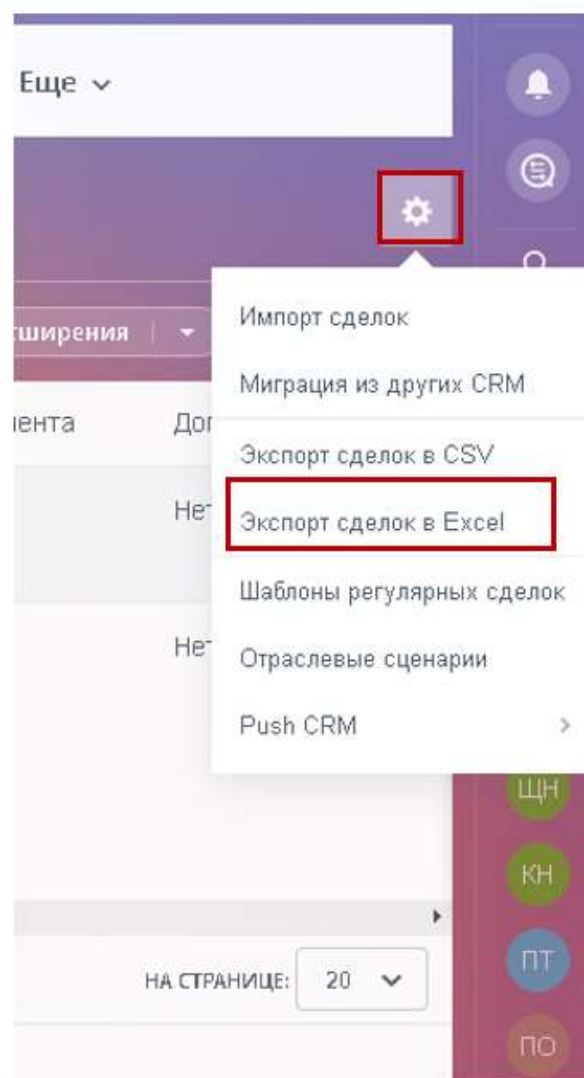 Еще
Импорт сделок
Миграция из других CRM
Экспорт сделок в CSV
Экспорт сделок в Excel
Шаблоны регулярных сделок
Отраслевые сценарии
Push CRM
ЩН
КН
НА СТРАНИЦЕ: 20
ПТ
ПО